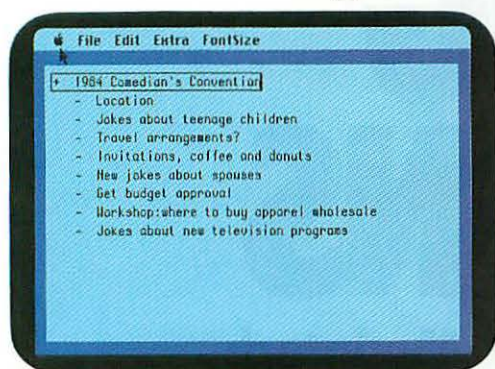 File Edit Extra FontSize
+ 1984 Comedian's Convention
- Location
- Jokes about teenage children
- Travel arrangements?
- Invitations, coffee and donuts
- New jokes about spouses
- Get budget approval
- Workshop:where to buy apparel wholesale
- Jokes about new television programs